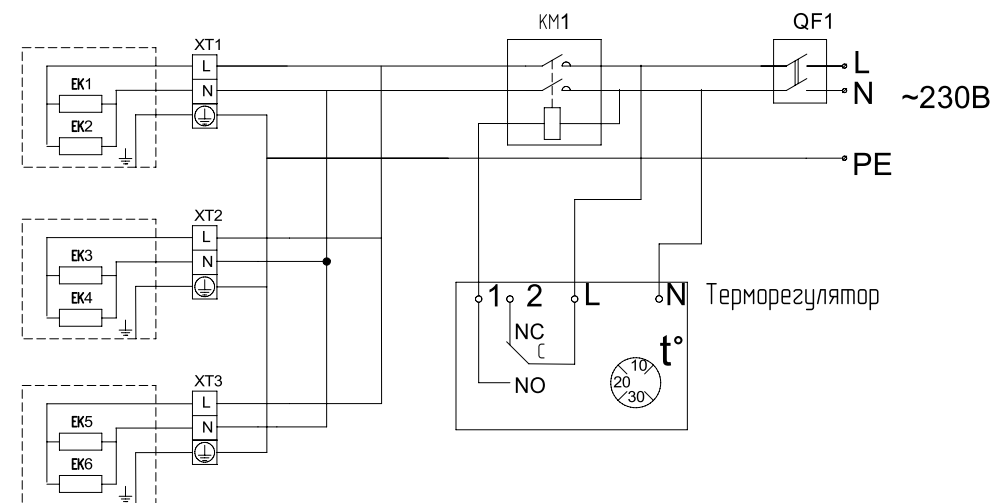 KM1
QF1
XT1
L
N
EK1
EK2
L
N
~230В
PE
XT2
L
N
EK3
EK4
1
2
L
N
Терморегулятор
NC
C
NO
t°
10
20
30
XT3
L
N
EK5
EK6